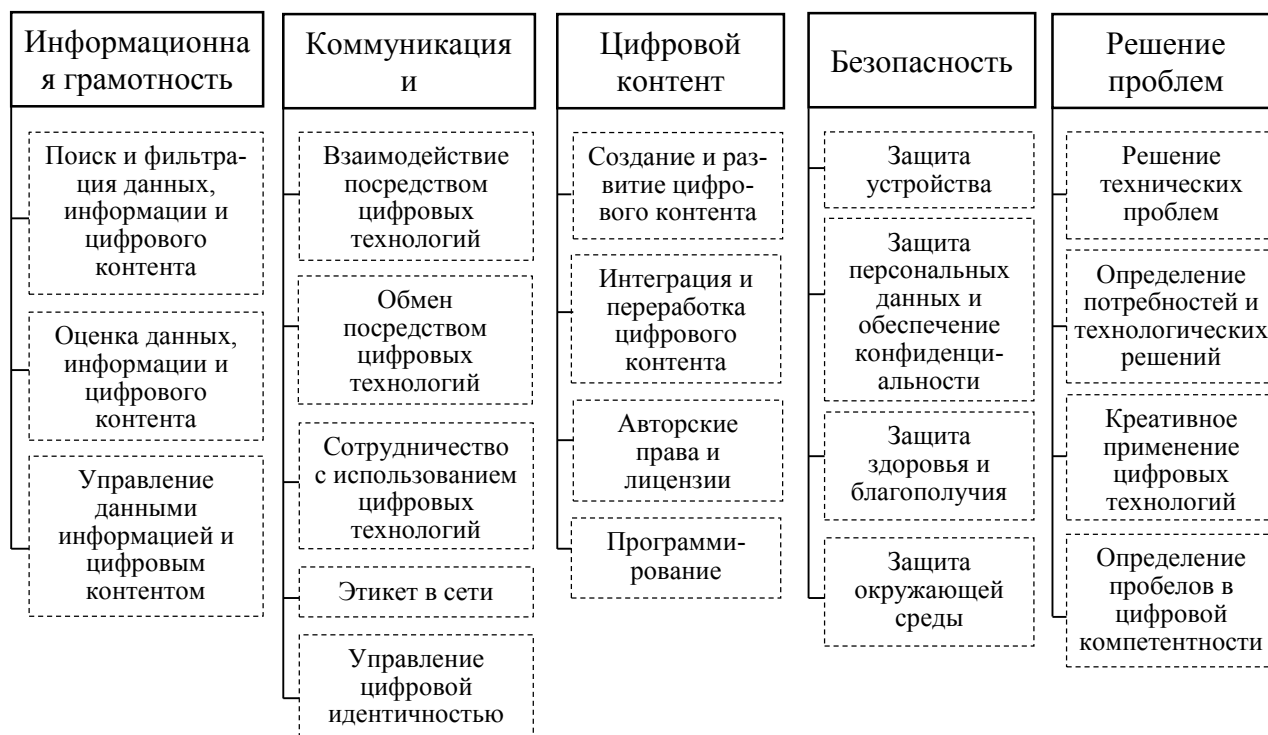 Информационна
я грамотность
Поиск и фильтра-
ция данных,
информации и
цифрового
контента
Оценка данных,
информации и
цифрового
контента
Управление
данными
информацией и
цифровым
контентом
Коммуникация
и
Взаимодействие
посредством
цифровых
технологий
Обмен
посредством
цифровых
технологий
Сотрудничество
с использованием
цифровых
технологий
Этикет в сети
Управление
цифровой
идентичностью
Цифровой
контент
Создание и раз-
витие цифро-
вого контента
Интеграция и
переработка
цифрового
контента
Авторские
права и
лицензии
Программи-
рование
Безопасность
Защита
устройства
Защита
персональных
данных и
обеспечение
конфиденци-
альности
Защита
здоровья и
благополучия
Защита
окружающей
среды
Решение
проблем
Решение
технических
проблем
Определение
потребностей и
технологических
решений
Креативное
применение
цифровых
технологий
Определение
пробелов в
цифровой
компетентности